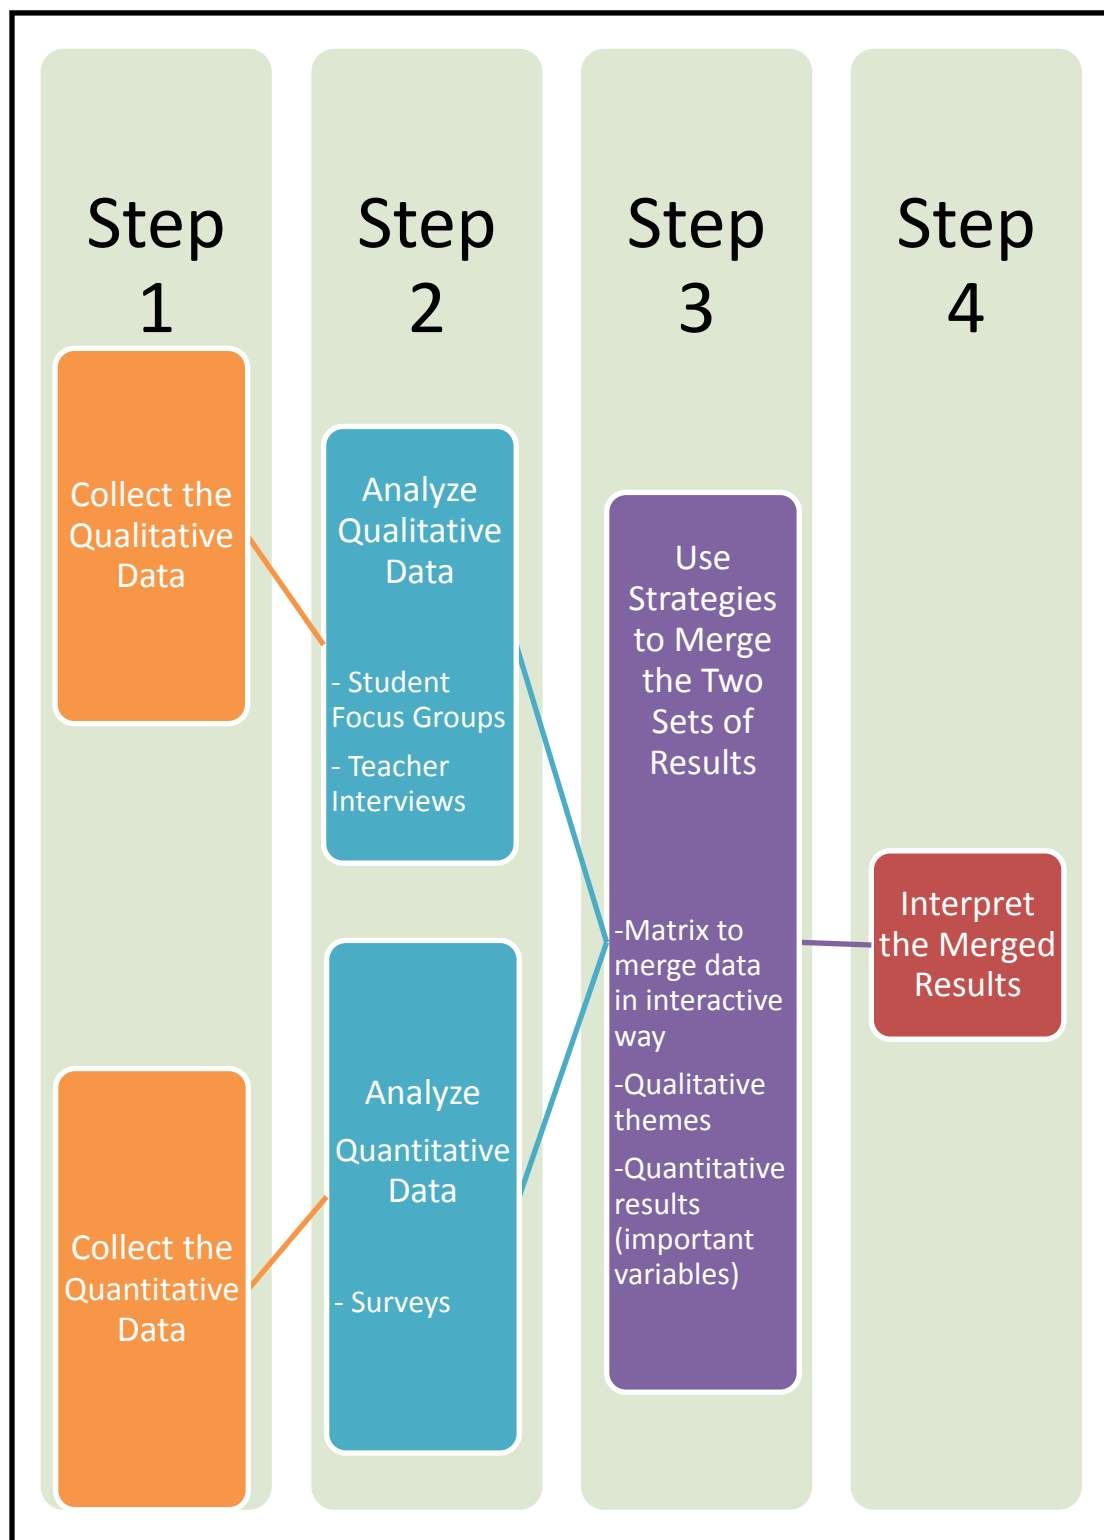 Step
1
Collect the
Qualitative
Data
Collect the
Quantitative
Data
Step
2
Analyze
Qualitative
Data
- Student
Focus Groups
- Teacher
Interviews
Analyze
Quantitative
Data
- Surveys
Step
3
Use
Strategies
to Merge
the Two
Sets of
Results
-Matrix to
merge data
in interactive
way
-Qualitative
themes
-Quantitative
results
(important
variables)
Step
4
Interpret
the Merged
Results